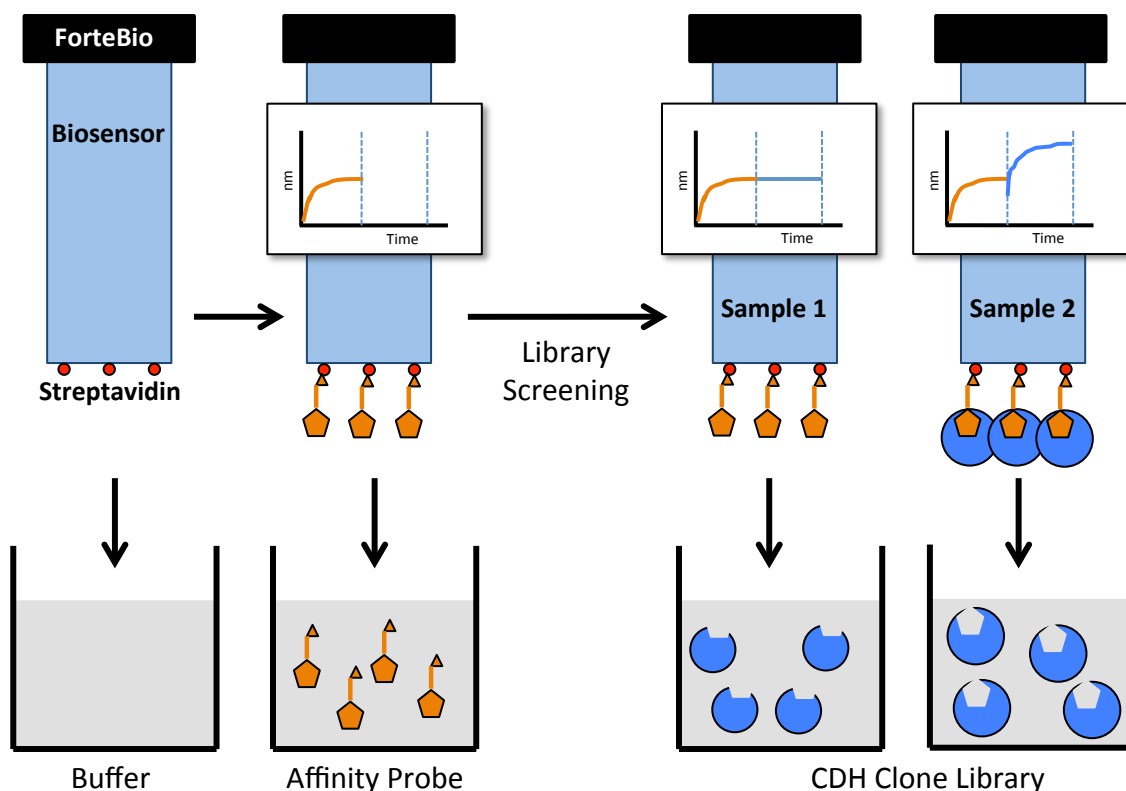 ForteBio
Biosensor
Streptavidin
nm
Time
Library
Screening
nm
Time
Sample 1
nm
Time
Sample 2
Buffer
Affinity Probe
CDH Clone Library